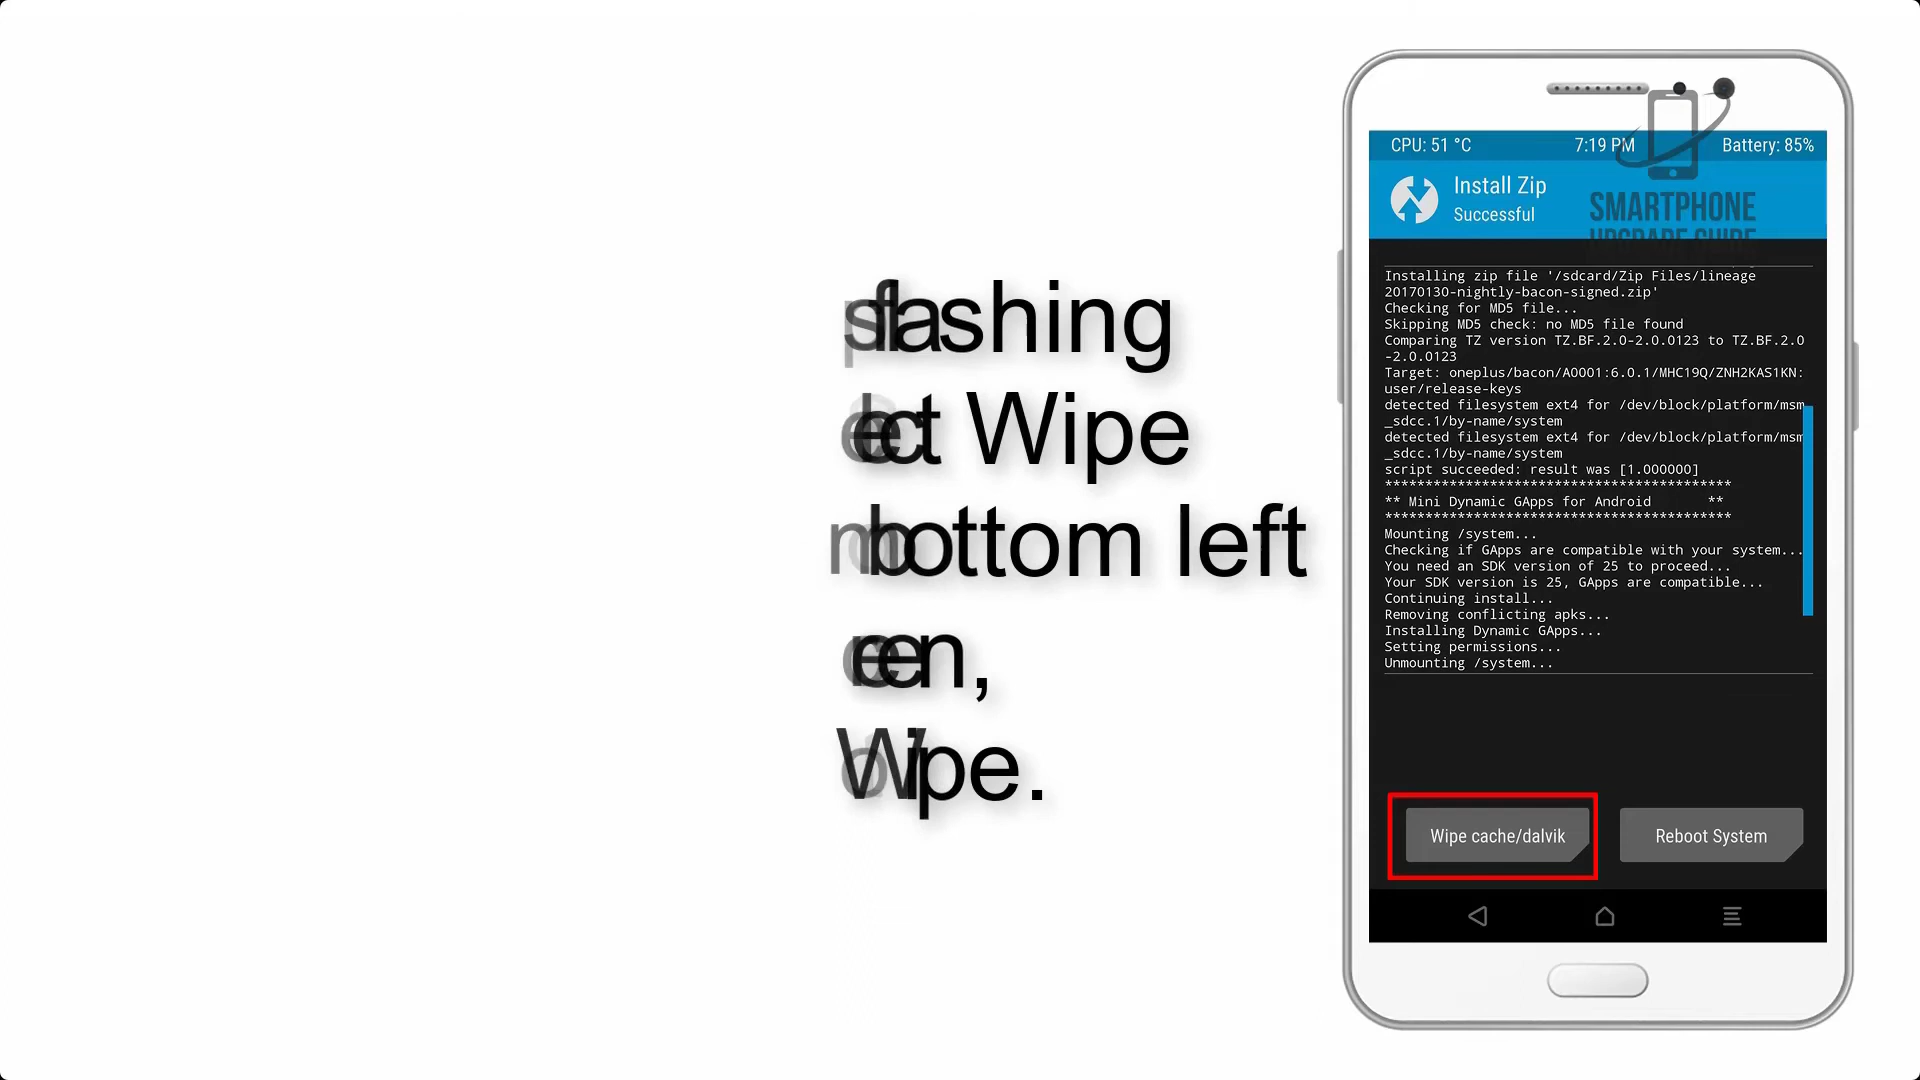 flashing
Wipe
bottom left
Wipe.
CPU: 51 °C 7:19 PM Battery: 85%
Install Zip
Successful
SMARTPHONE
UPGRADE GUIDE
Installing zip file '/sdcard/Zip Files/lineage
20170130-nightly-bacon-signed.zip'
Checking for MD5 file...
Skipping MD5 check: no MD5 file found
Comparing TZ version TZ.BF.2.0-2.0.0123 to TZ.BF.2.0
-2.0.0123
Target: oneplus/bacon/A0001:6.0.1/MHC19Q/ZNH2KAS1KN:
user/release-keys
detected filesystem ext4 for /dev/block/platform/msm
_sdcc.1/by-name/system
detected filesystem ext4 for /dev/block/platform/msm
_sdcc.1/by-name/system
script succeeded: result was [1.000000]
*******************************************
** Mini Dynamic GApps for Android **
*******************************************
Mounting /system...
Checking if GApps are compatible with your system...
You need an SDK version of 25 to proceed...
Your SDK version is 25, GApps are compatible...
Continuing install...
Removing conflicting apks...
Installing Dynamic GApps...
Setting permissions...
Unmounting /system...
Wipe cache/dalvik Reboot System